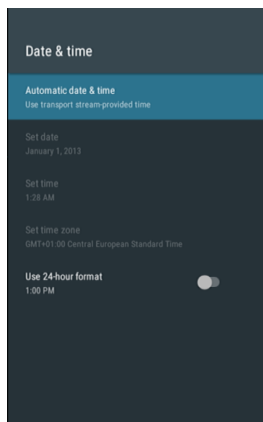 Date & time
Automatic date & time
Use transport stream-provided time
Set date
January 1, 2013
Set time
1:28 AM
Set time zone
GMT+01:00 Central European Standard Time
Use 24-hour format
1:00 PM